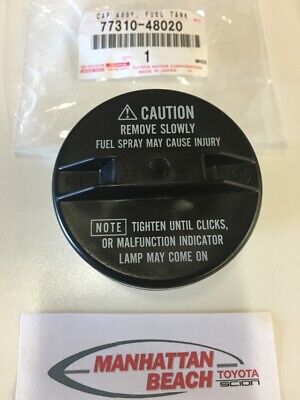 CAP ASSY, FUEL TANK
77310-48020
1
TOYOTA MOTOR CORPORATION
MADE IN JAPAN
⚠ CAUTION
REMOVE SLOWLY
FUEL SPRAY MAY CAUSE INJURY
NOTE TIGHTEN UNTIL CLICKS,
OR MALFUNCTION INDICATOR
LAMP MAY COME ON
MANHATTAN
BEACH TOYOTA
SCION